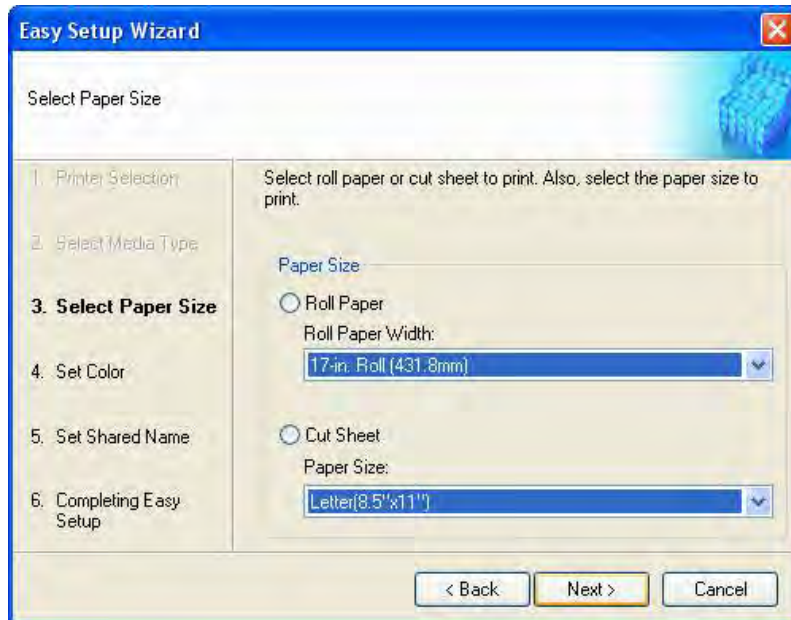 Easy Setup Wizard
Select Paper Size
1. Printer Selection
2. Select Media Type
3. Select Paper Size
4. Set Color
5. Set Shared Name
6. Completing Easy
Setup
Select roll paper or cut sheet to print. Also, select the paper size to
print.
Paper Size
Roll Paper
Roll Paper Width:
17-in. Roll (431.8mm)
Cut Sheet
Paper Size:
Letter(8.5"x11")
< Back
Next >
Cancel